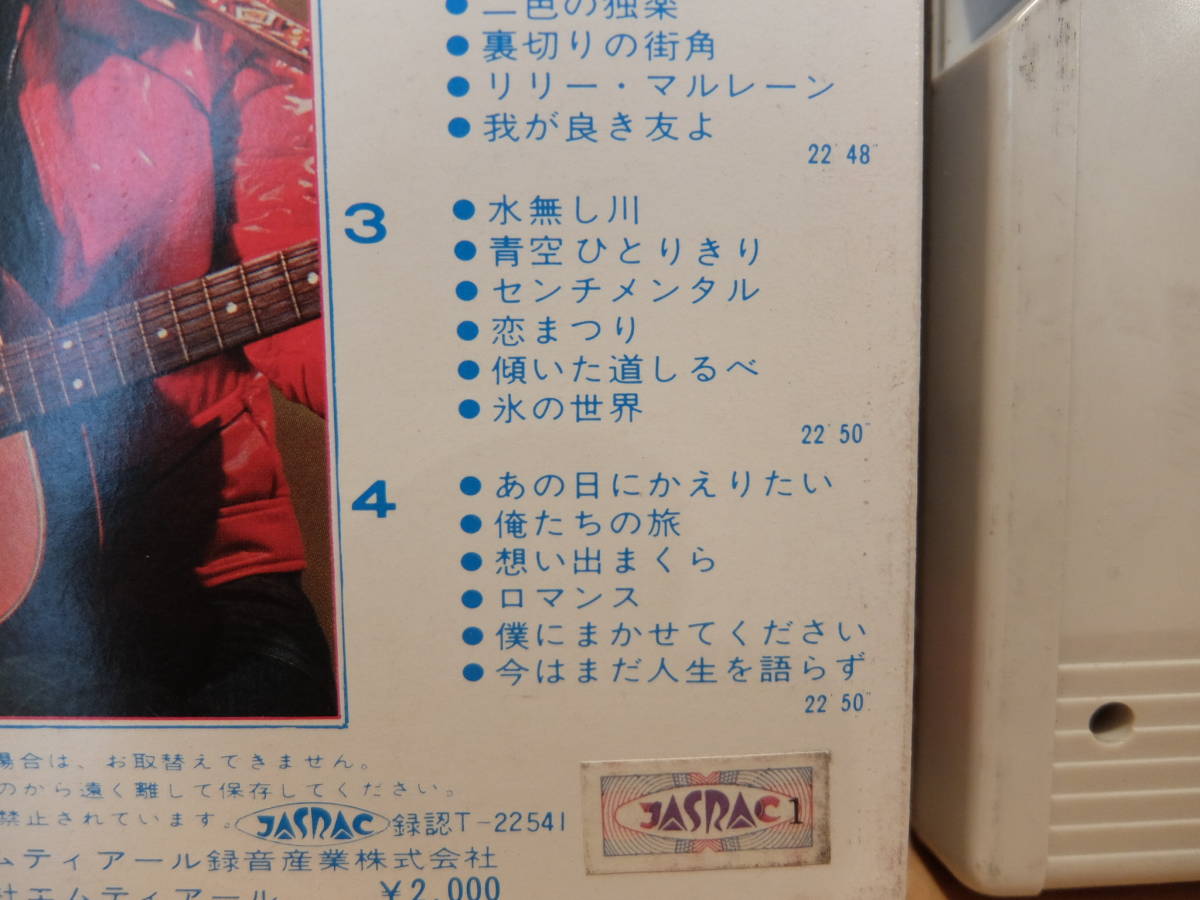 ● 二色の独楽
● 裏切りの街角
● リリー・マルレーン
● 我が良き友よ
22′48″
3
● 水無し川
● 青空ひとりきり
● センチメンタル
● 恋まつり
● 傾いた道しるべ
● 氷の世界
22′50″
4
● あの日にかえりたい
● 俺たちの旅
● 想い出まくら
● ロマンス
● 僕にまかせてください
● 今はまだ人生を語らず
22′50″
場合は、お取替えてきません。
のから遠く離して保存してください。
禁止されています。 JASRAC 録認T-22541
JASRAC 1
ムティアール録音産業株式会社
社エムティアール ¥2,000